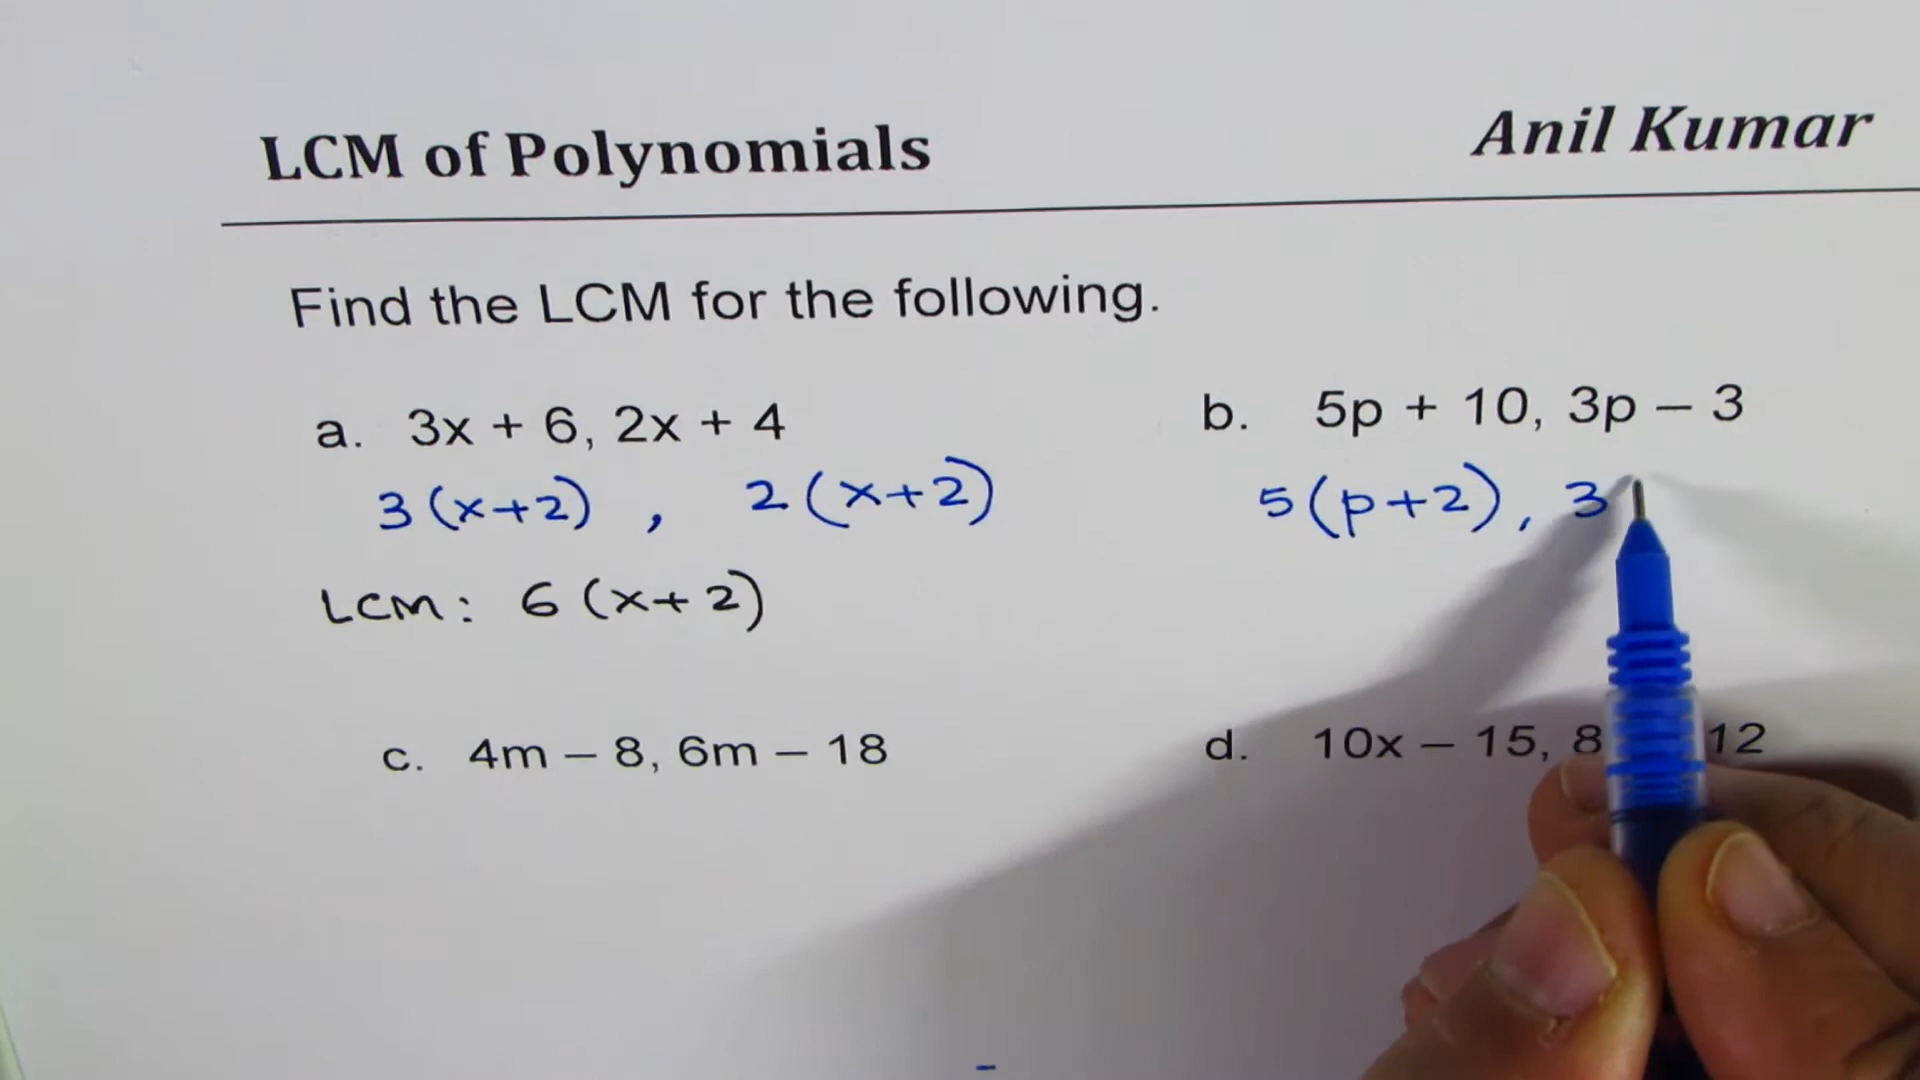 LCM of Polynomials
Anil Kumar
Find the LCM for the following.
a. 3x + 6, 2x + 4
3(x+2) , 2(x+2)
LCM: 6(x+2)
b. 5p + 10, 3p – 3
5(p+2), 3
c. 4m – 8, 6m – 18
d. 10x – 15, 8 12